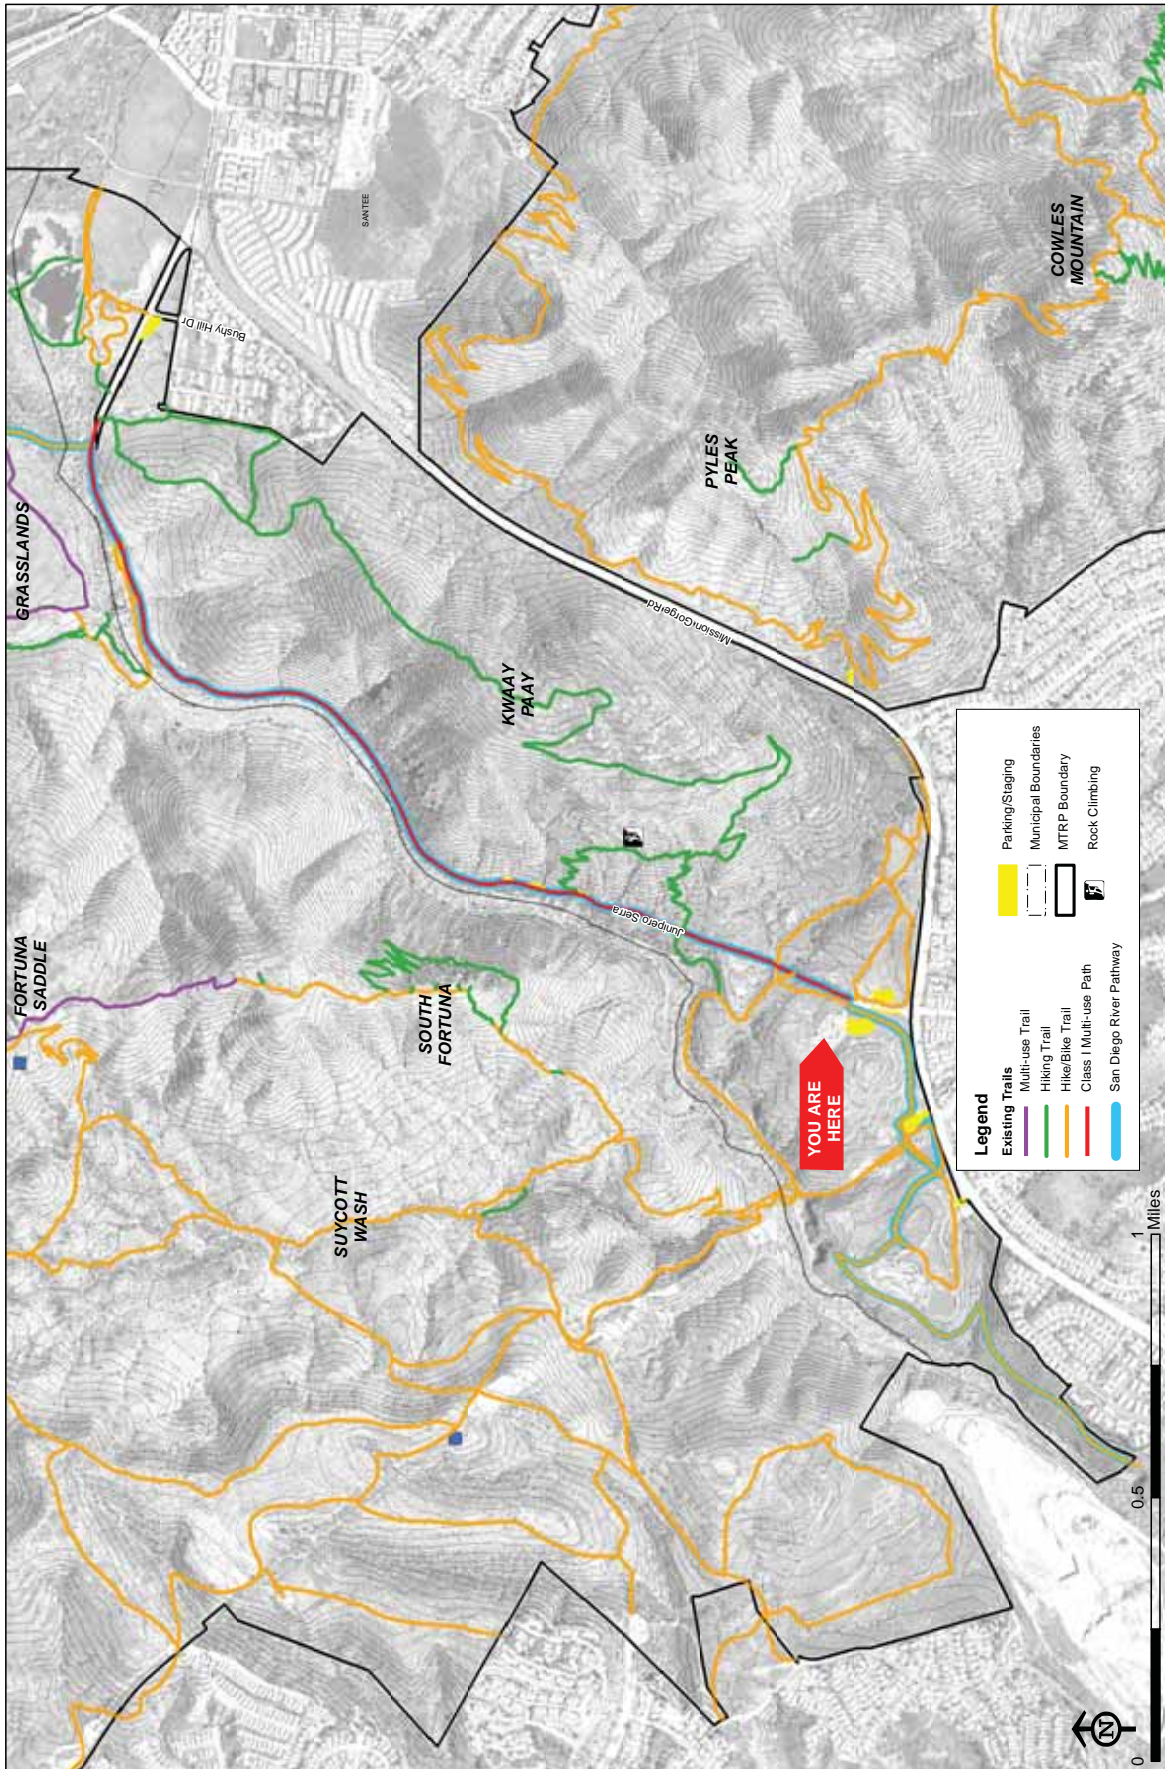 FORTUNA
SADDLE
GRASSLANDS
SANTEE
Bushy Hill Dr
SUYCOTT
WASH
SOUTH
FORTUNA
KWAAY
PAAY
PYLES
PEAK
COWLES
MOUNTAIN
Mission Gorge Rd
Junipero Serra
YOU ARE
HERE
Legend
Existing Trails
Multi-use Trail
Hiking Trail
Hike/Bike Trail
Class I Multi-use Path
San Diego River Pathway
Parking/Staging
Municipal Boundaries
MTRP Boundary
Rock Climbing
N
0
0.5
1
Miles